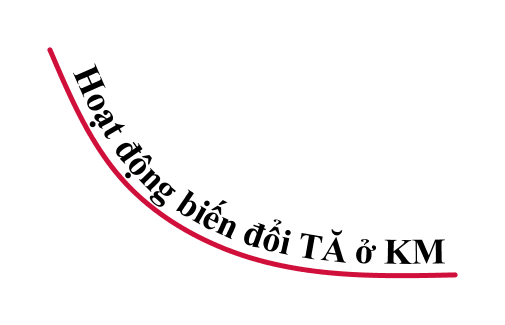 Hoạt động biến đổi TĂ ở KM